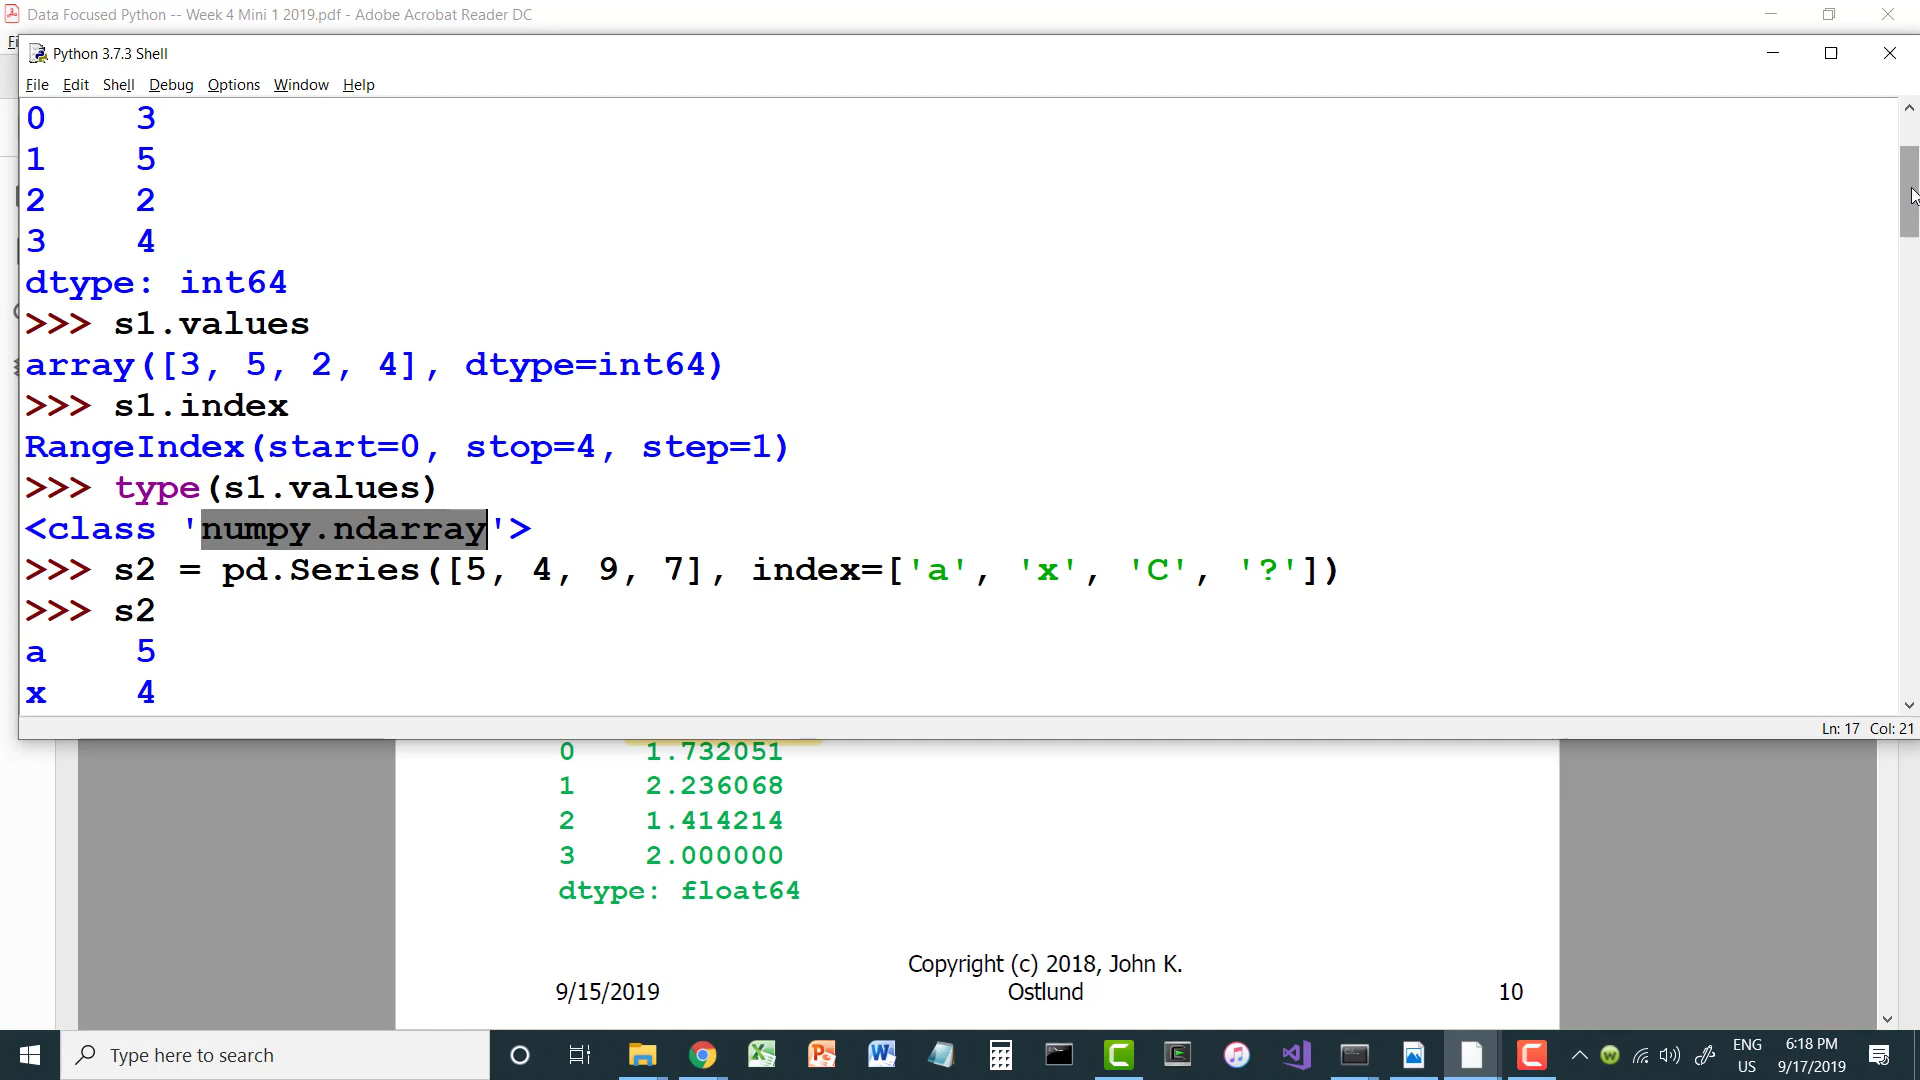 Data Focused Python -- Week 4 Mini 1 2019.pdf - Adobe Acrobat Reader DC
Python 3.7.3 Shell
File Edit Shell Debug Options Window Help
0 3
1 5
2 2
3 4
dtype: int64
>>> s1.values
array([3, 5, 2, 4], dtype=int64)
>>> s1.index
RangeIndex(start=0, stop=4, step=1)
>>> type(s1.values)
<class 'numpy.ndarray'>
>>> s2 = pd.Series([5, 4, 9, 7], index=['a', 'x', 'C', '?'])
>>> s2
a 5
x 4
Ln: 17 Col: 21
0 1.732051
1 2.236068
2 1.414214
3 2.000000
dtype: float64
Copyright (c) 2018, John K.
9/15/2019 Ostlund 10
Type here to search
ENG
US
6:18 PM
9/17/2019